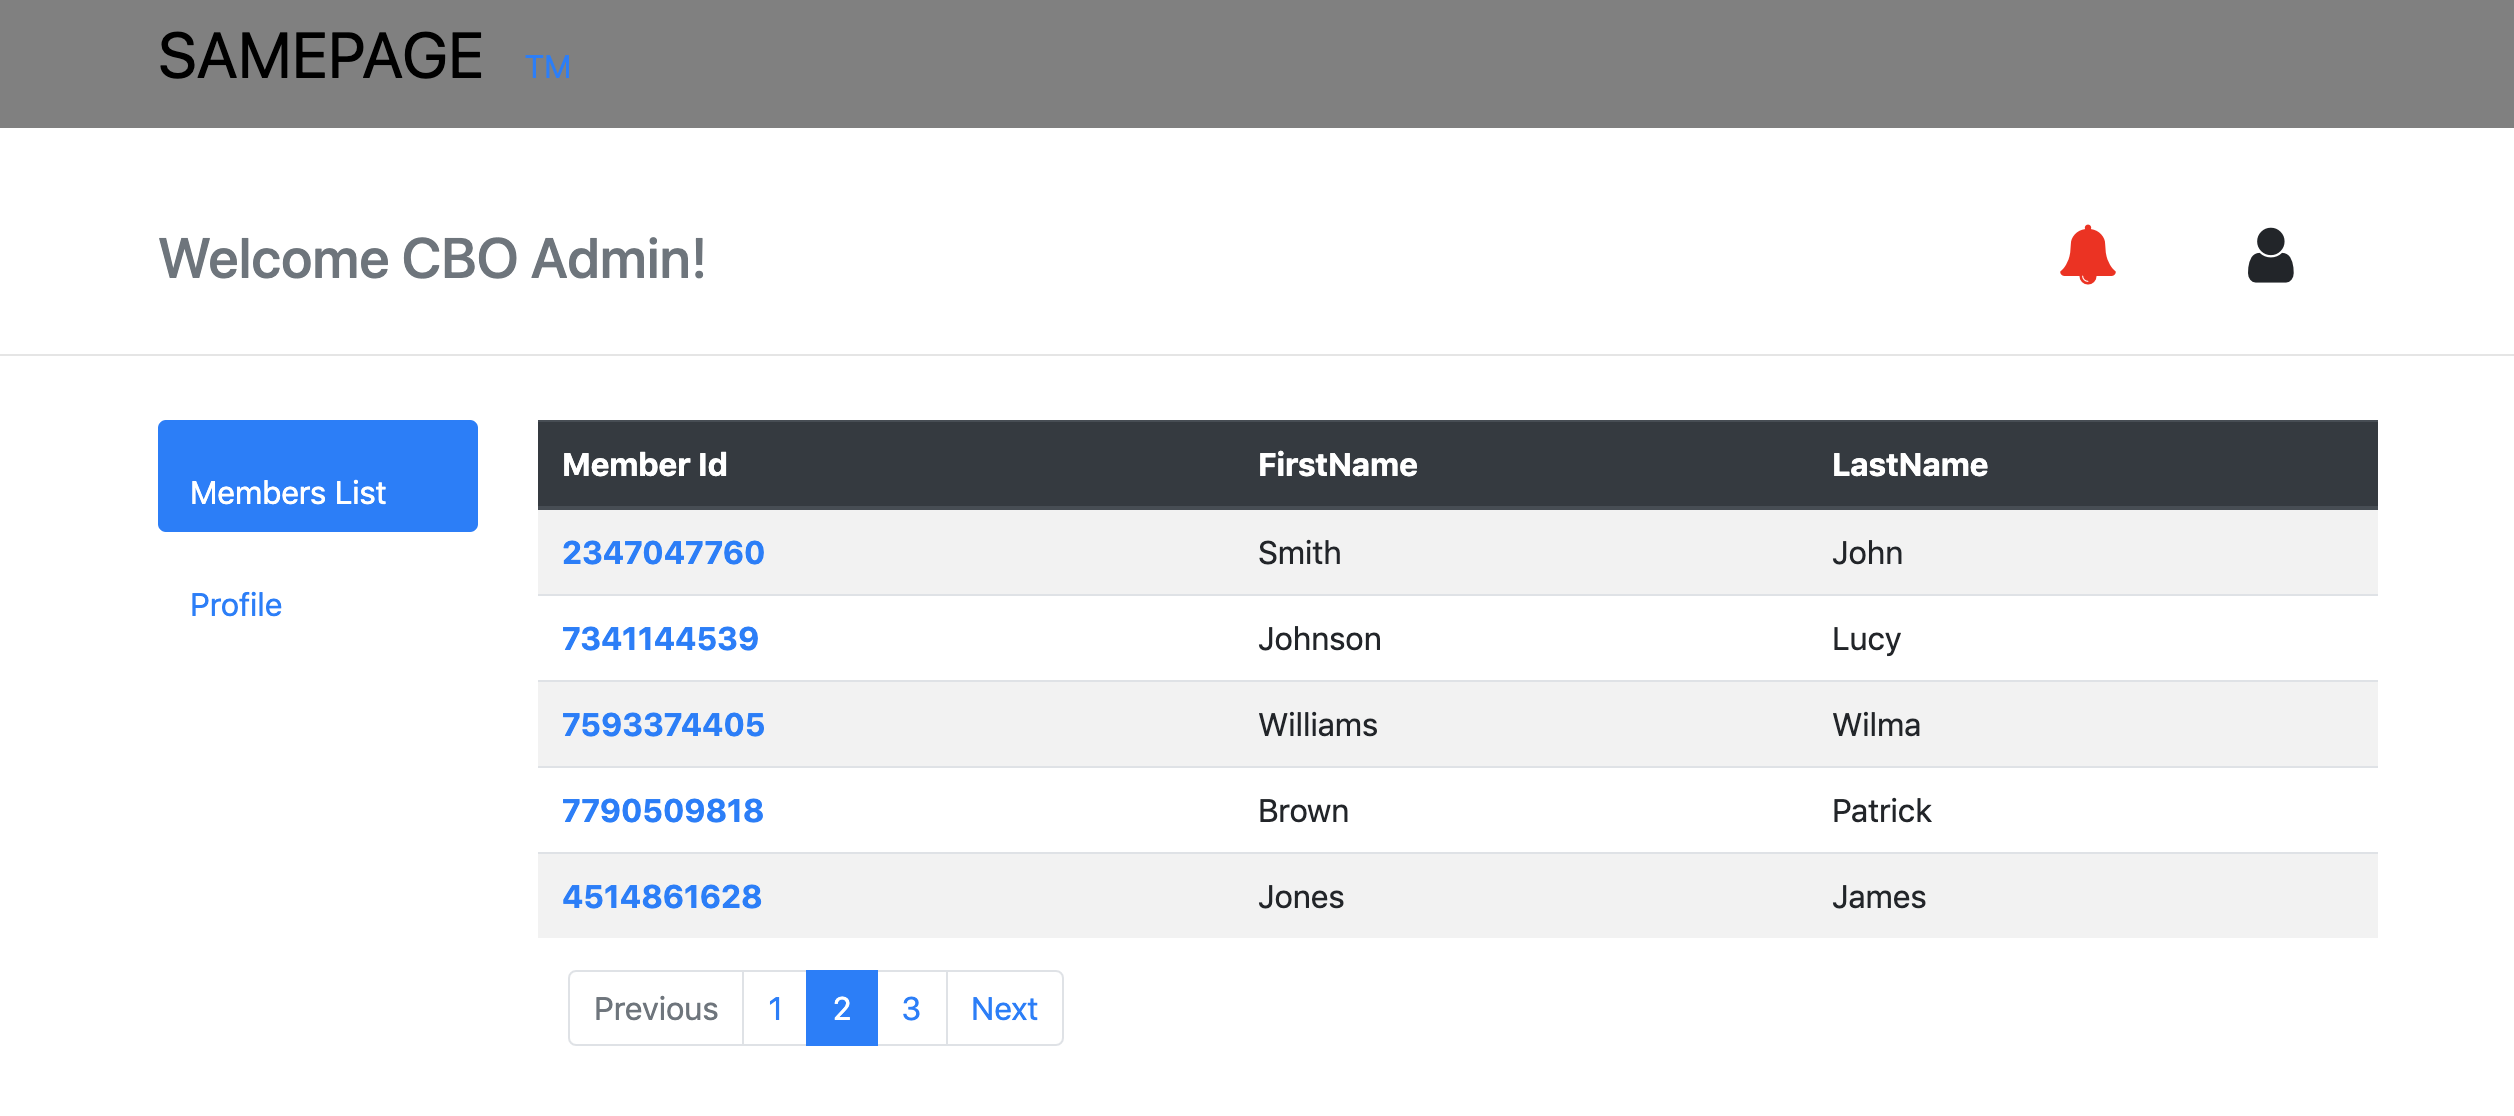 SAMEPAGE TM
Welcome CBO Admin!
Members List
Profile
Member Id FirstName LastName
2347047760 Smith John
7341144539 Johnson Lucy
7593374405 Williams Wilma
7790509818 Brown Patrick
4514861628 Jones James
Previous 1 2 3 Next